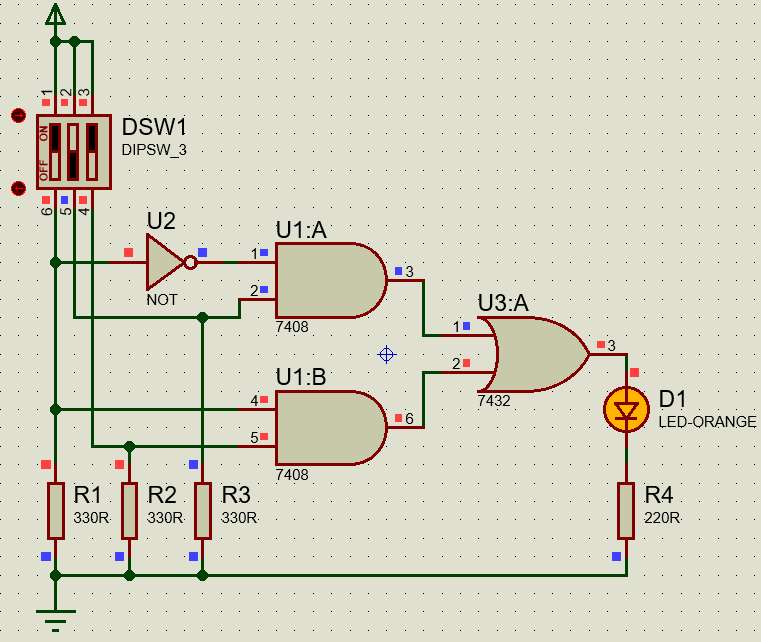 1 2 3
ON
OFF
DSW1
DIPSW_3
6 5 4
U2
NOT
U1:A
1
2
3
7408
U1:B
4
5
6
7408
U3:A
1
2
3
7432
D1
LED-ORANGE
R1
330R
R2
330R
R3
330R
R4
220R